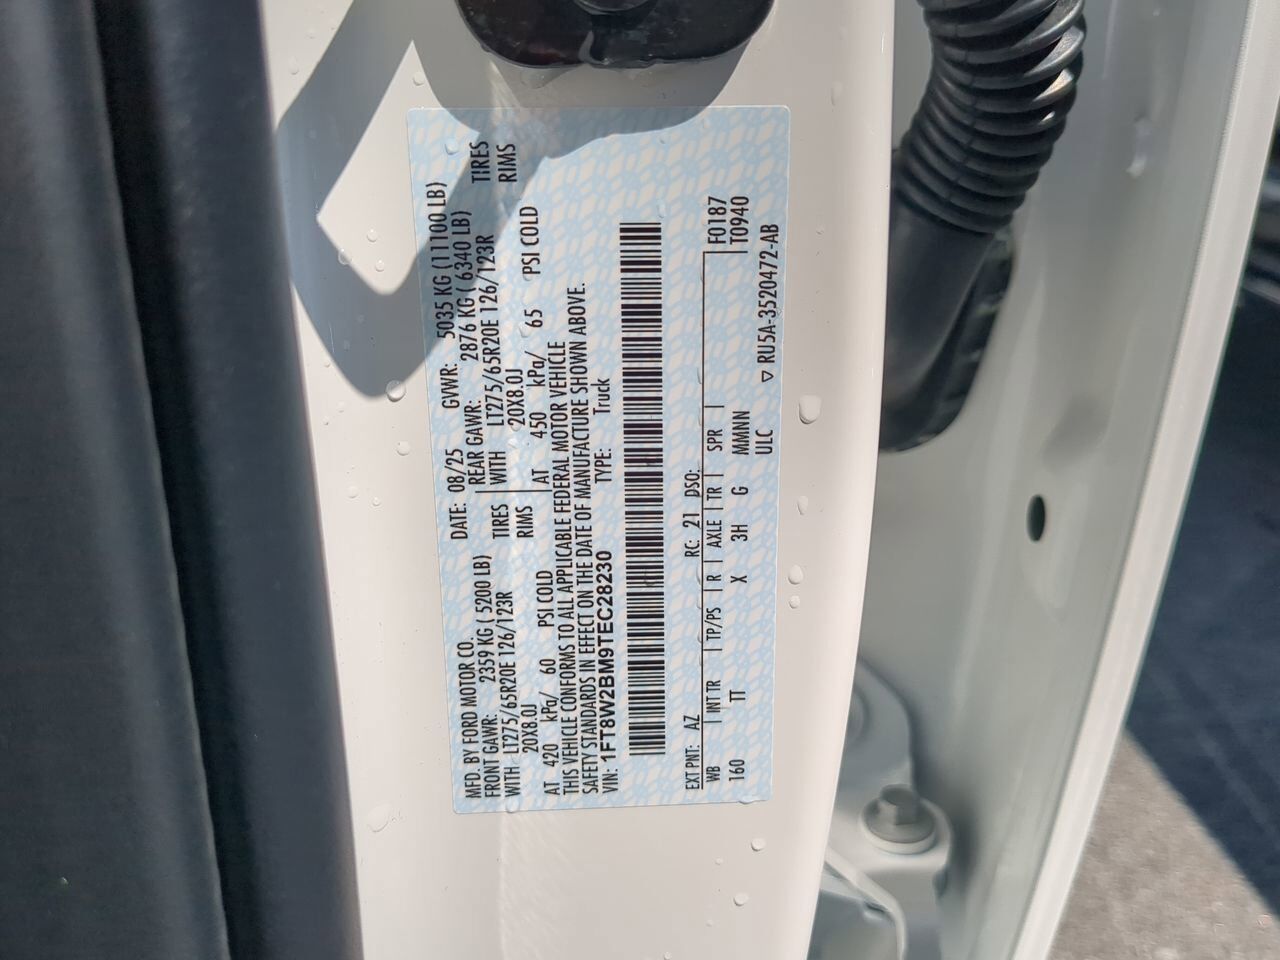 MFD. BY FORD MOTOR CO.
DATE: 08/25 GVWR: 5035 KG (11100 LB)
FRONT GAWR: 2359 KG ( 5200 LB)
REAR GAWR: 2876 KG ( 6340 LB)
WITH LT275/65R20E 126/123R TIRES
WITH LT275/65R20E 126/123R TIRES
20X8.0J RIMS
20X8.0J RIMS
AT 420 kPa/ 60 PSI COLD
AT 450 kPa/ 65 PSI COLD
THIS VEHICLE CONFORMS TO ALL APPLICABLE FEDERAL MOTOR VEHICLE
SAFETY STANDARDS IN EFFECT ON THE DATE OF MANUFACTURE SHOWN ABOVE.
VIN: 1FT8W2BM9TEC28230 TYPE: Truck
EXT PNT: AZ RC: 21 DSO:
WB INT TR TP/PS R AXLE TR SPR F0187
160 TT X 3H G MMNN T0940
ULC
▽ RU5A-3520472-AB